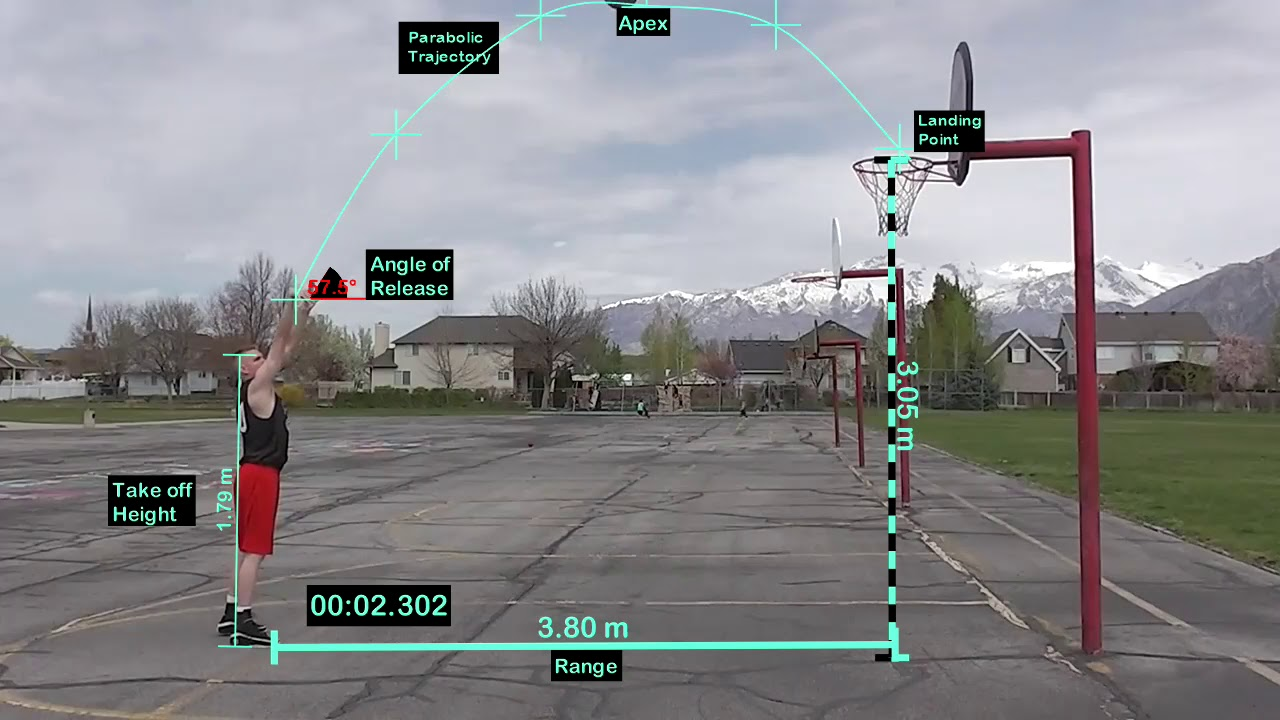 Apex
Parabolic
Trajectory
Landing
Point
Angle of
Release
57.5°
3.05 m
Take off
Height
1.79 m
00:02.302
3.80 m
Range